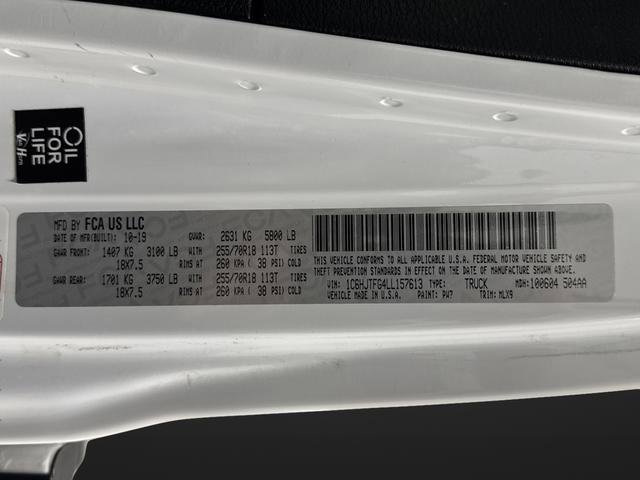 OIL
FOR
LIFE
Van Horn
MFD BY FCA US LLC
DATE OF MFR(BUILT): 10-19 GVWR: 2631 KG 5800 LB
GAWR FRONT: 1407 KG 3100 LB WITH 255/70R18 113T TIRES
18X7.5 RIMS AT 260 KPA ( 38 PSI) COLD
GAWR REAR: 1701 KG 3750 LB WITH 255/70R18 113T TIRES
18X7.5 RIMS AT 260 KPA ( 38 PSI) COLD
THIS VEHICLE CONFORMS TO ALL APPLICABLE U.S.A. FEDERAL MOTOR VEHICLE SAFETY AND
THEFT PREVENTION STANDARDS IN EFFECT ON THE DATE OF MANUFACTURE SHOWN ABOVE.
VIN: 1C6HJTFG4LL157613 TYPE: TRUCK MDH: 100604 504AA
VEHICLE MADE IN U.S.A. PAINT: PW7 TRIM: MLX9